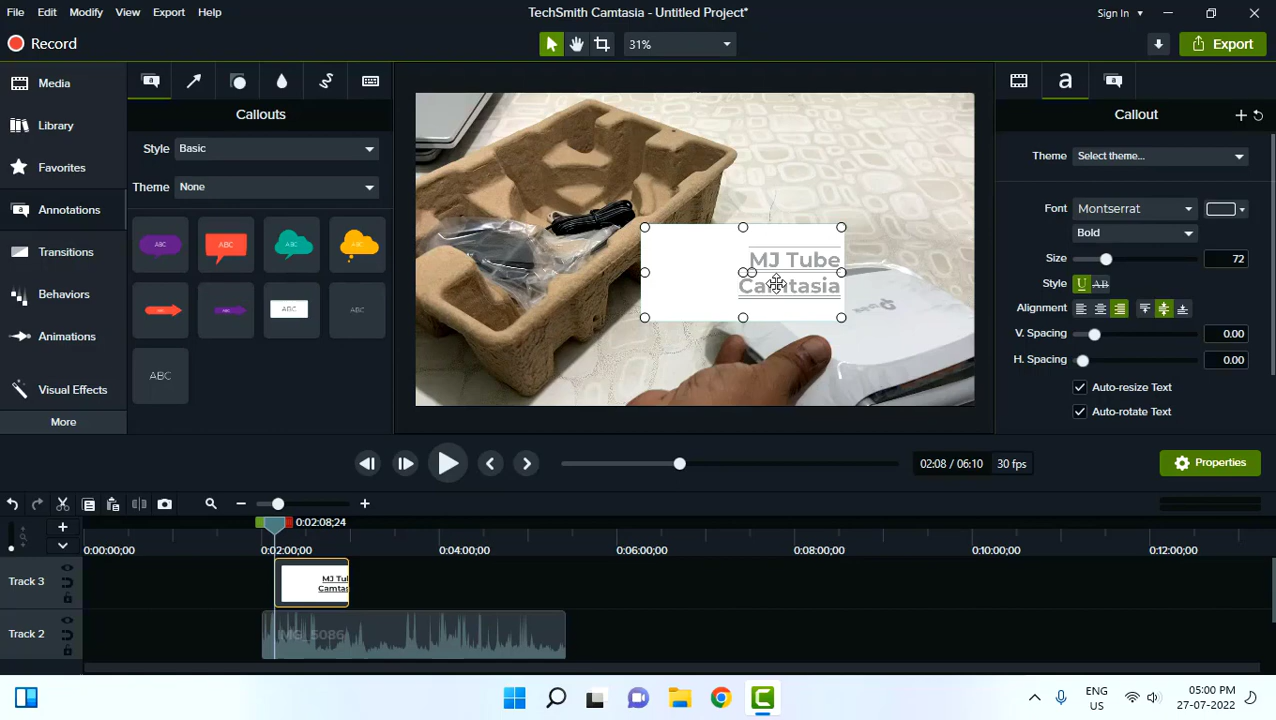 File Edit Modify View Export Help
TechSmith Camtasia - Untitled Project*
Sign In
Record
31%
Export
Media
Library
Favorites
Annotations
Transitions
Behaviors
Animations
Visual Effects
More
Callouts
Style Basic
Theme None
ABC ABC ABC ABC
ABC ABC ABC ABC
ABC
MJ Tube
Camtasia
Callout
Theme Select theme...
Font Montserrat
Bold
Size 72
Style U AB
Alignment
V. Spacing 0.00
H. Spacing 0.00
Auto-resize Text
Auto-rotate Text
02:08 / 06:10 30 fps
Properties
0:02:08;24
0:00:00;00 0:02:00;00 0:04:00;00 0:06:00;00 0:08:00;00 0:10:00;00 0:12:00;00
Track 3
MJ Tul
Camtas
Track 2
IMG_5086
ENG
US
05:00 PM
27-07-2022